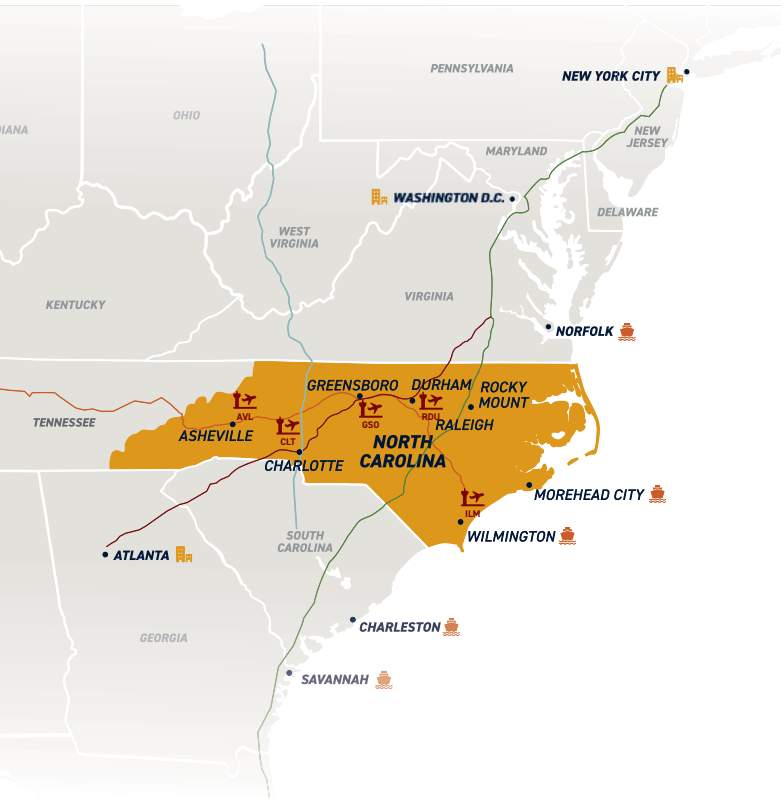 PENNSYLVANIA
NEW YORK CITY
OHIO
IANA
NEW
JERSEY
MARYLAND
WASHINGTON D.C.
DELAWARE
WEST
VIRGINIA
VIRGINIA
KENTUCKY
NORFOLK
GREENSBORO
DURHAM
ROCKY
MOUNT
AVL
GSO
RDU
TENNESSEE
ASHEVILLE
CLT
RALEIGH
NORTH
CAROLINA
CHARLOTTE
MOREHEAD CITY
ILM
WILMINGTON
SOUTH
CAROLINA
ATLANTA
CHARLESTON
GEORGIA
SAVANNAH